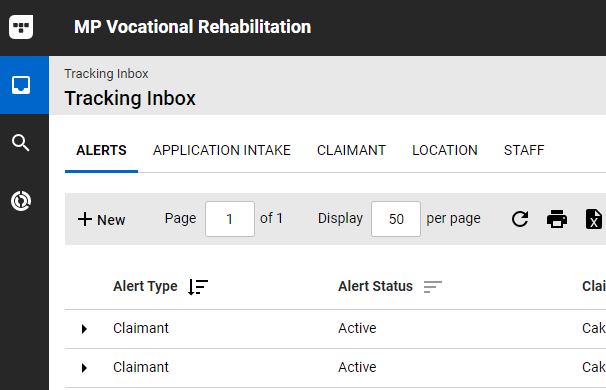 MP Vocational Rehabilitation
Tracking Inbox
Tracking Inbox
ALERTS APPLICATION INTAKE CLAIMANT LOCATION STAFF
New Page 1 of 1 Display 50 per page
Alert Type Alert Status Clai
Claimant Active Cak
Claimant Active Cak